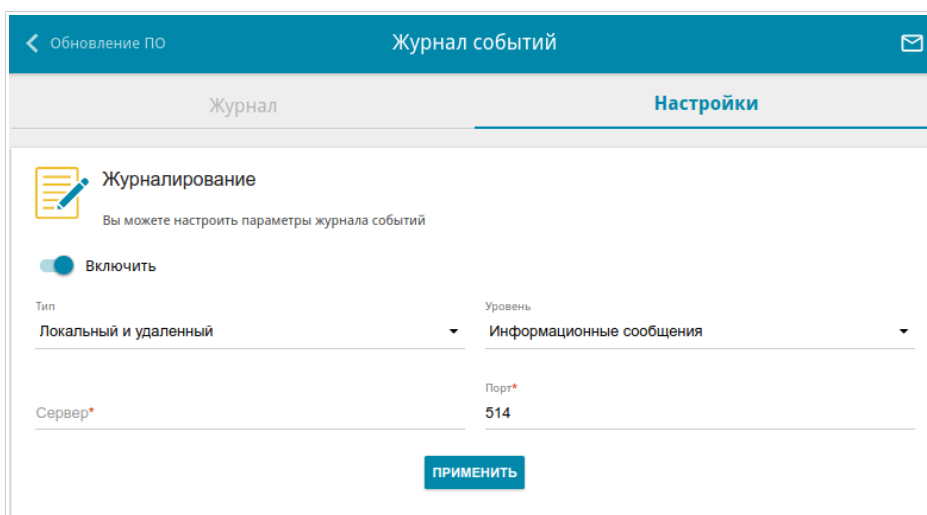 Обновление ПО
Журнал событий
Журнал
Настройки
Журналирование
Вы можете настроить параметры журнала событий
Включить
Тип
Локальный и удаленный
Уровень
Информационные сообщения
Сервер*
Порт*
514
ПРИМЕНИТЬ